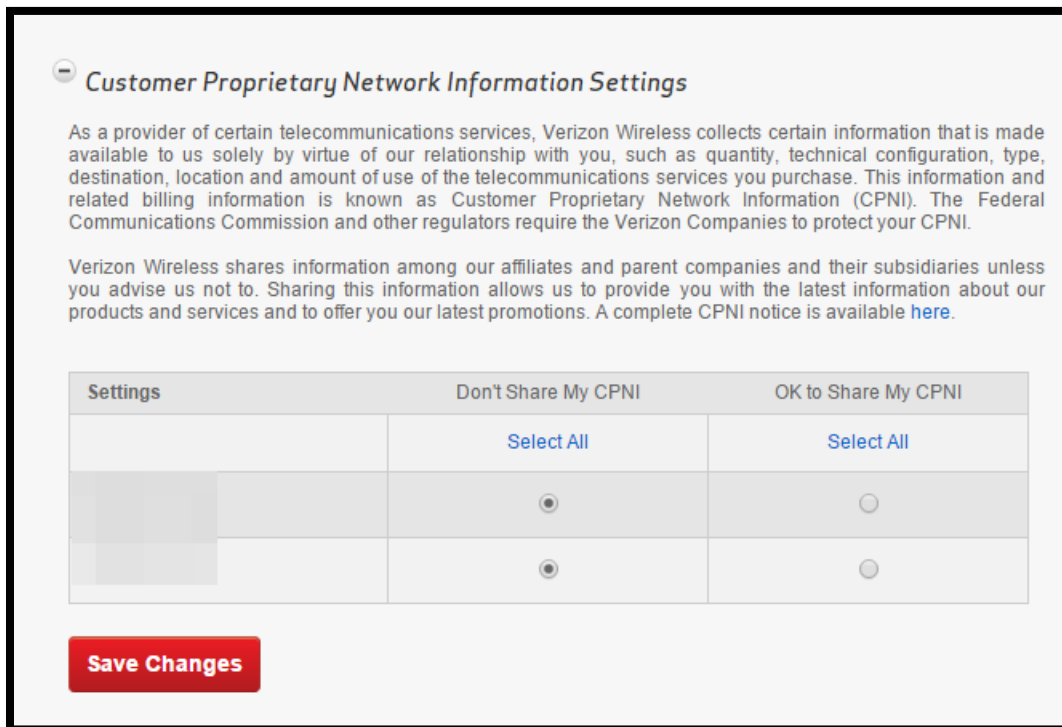 Customer Proprietary Network Information Settings
As a provider of certain telecommunications services, Verizon Wireless collects certain information that is made
available to us solely by virtue of our relationship with you, such as quantity, technical configuration, type,
destination, location and amount of use of the telecommunications services you purchase. This information and
related billing information is known as Customer Proprietary Network Information (CPNI). The Federal
Communications Commission and other regulators require the Verizon Companies to protect your CPNI.
Verizon Wireless shares information among our affiliates and parent companies and their subsidiaries unless
you advise us not to. Sharing this information allows us to provide you with the latest information about our
products and services and to offer you our latest promotions. A complete CPNI notice is available here.
Settings Don't Share My CPNI OK to Share My CPNI
Select All Select All
Save Changes